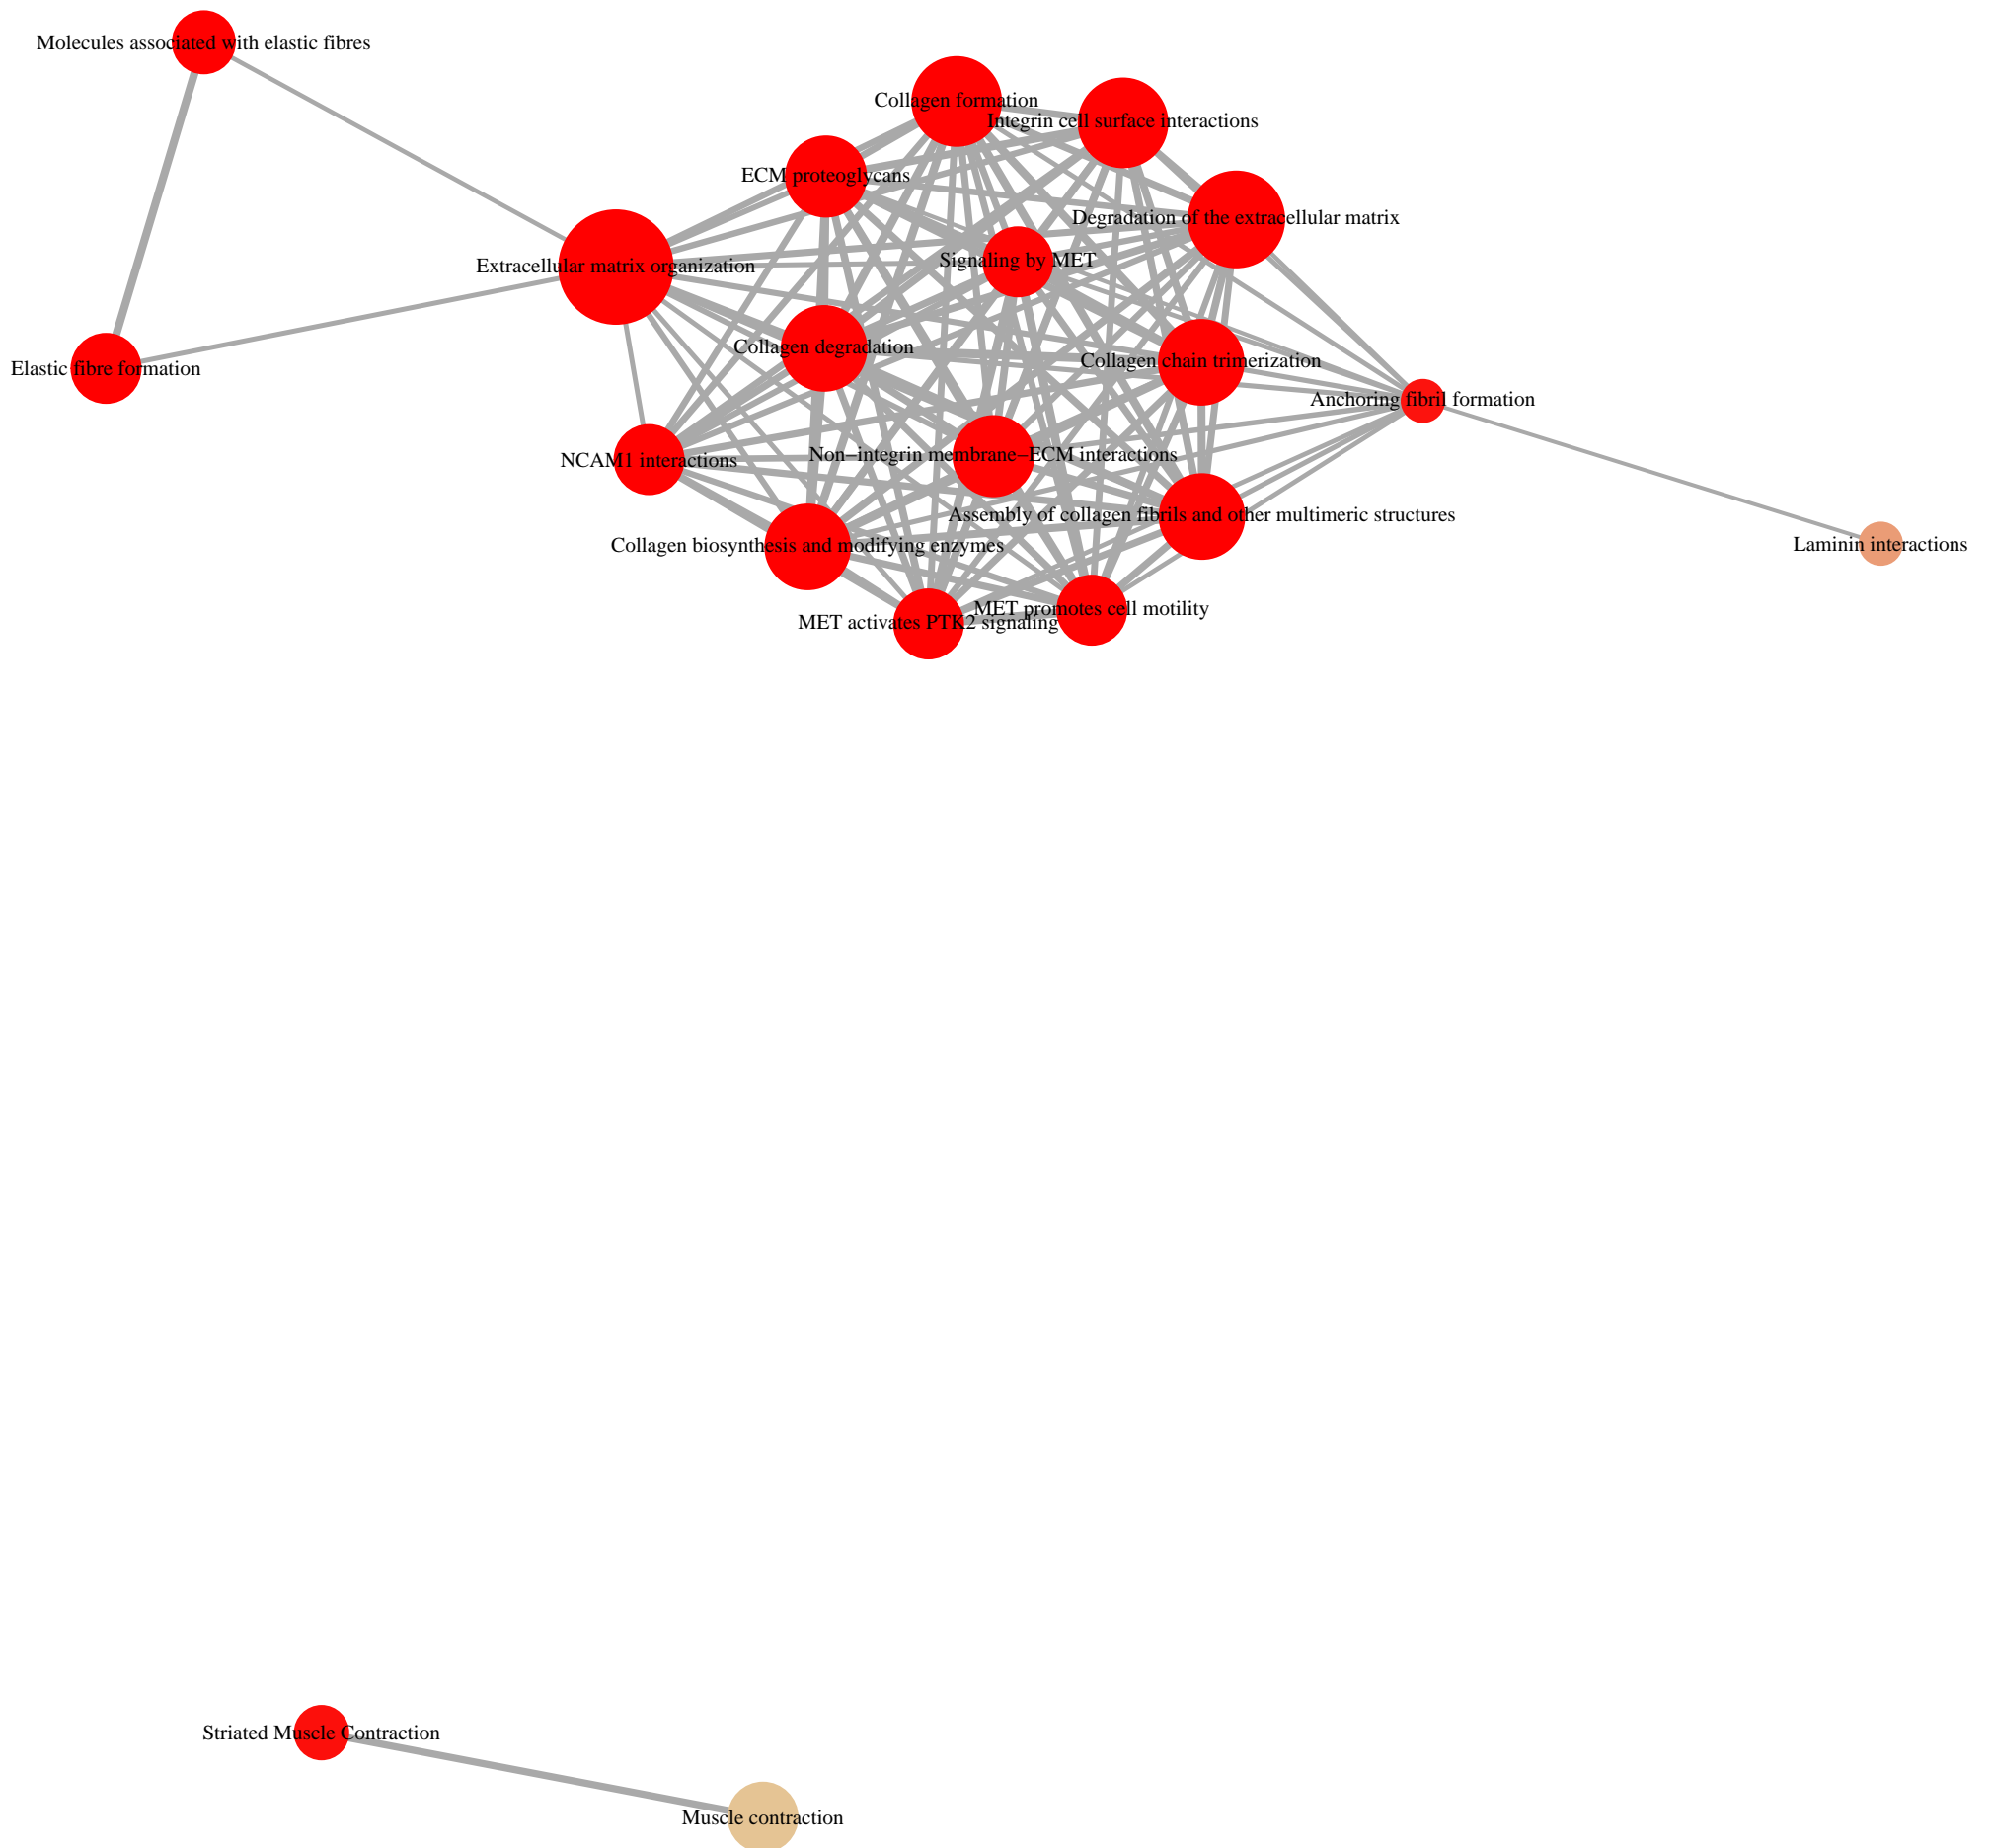 Molecules associated with elastic fibres
Collagen formation
Integrin cell surface interactions
ECM proteoglycans
Degradation of the extracellular matrix
Signaling by MET
Extracellular matrix organization
Collagen degradation
Collagen chain trimerization
Elastic fibre formation
Anchoring fibril formation
Non−integrin membrane−ECM interactions
NCAM1 interactions
Assembly of collagen fibrils and other multimeric structures
Laminin interactions
Collagen biosynthesis and modifying enzymes
MET promotes cell motility
MET activates PTK2 signaling
Striated Muscle Contraction
Muscle contraction